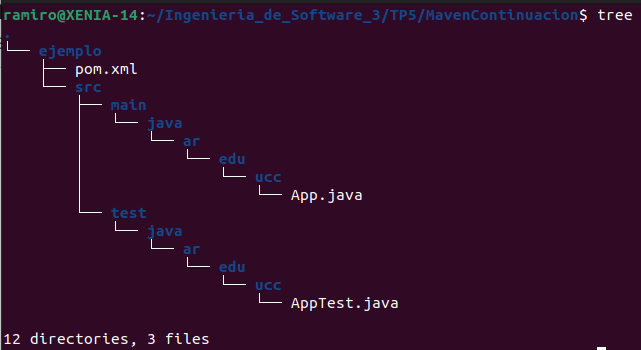 ramiro@XENIA-14:~/Ingenieria_de_Software_3/TP5/MavenContinuacion$ tree
.
└── ejemplo
    ├── pom.xml
    └── src
        ├── main
        │   └── java
        │       └── ar
        │           └── edu
        │               └── ucc
        │                   └── App.java
        └── test
            └── java
                └── ar
                    └── edu
                        └── ucc
                            └── AppTest.java
12 directories, 3 files